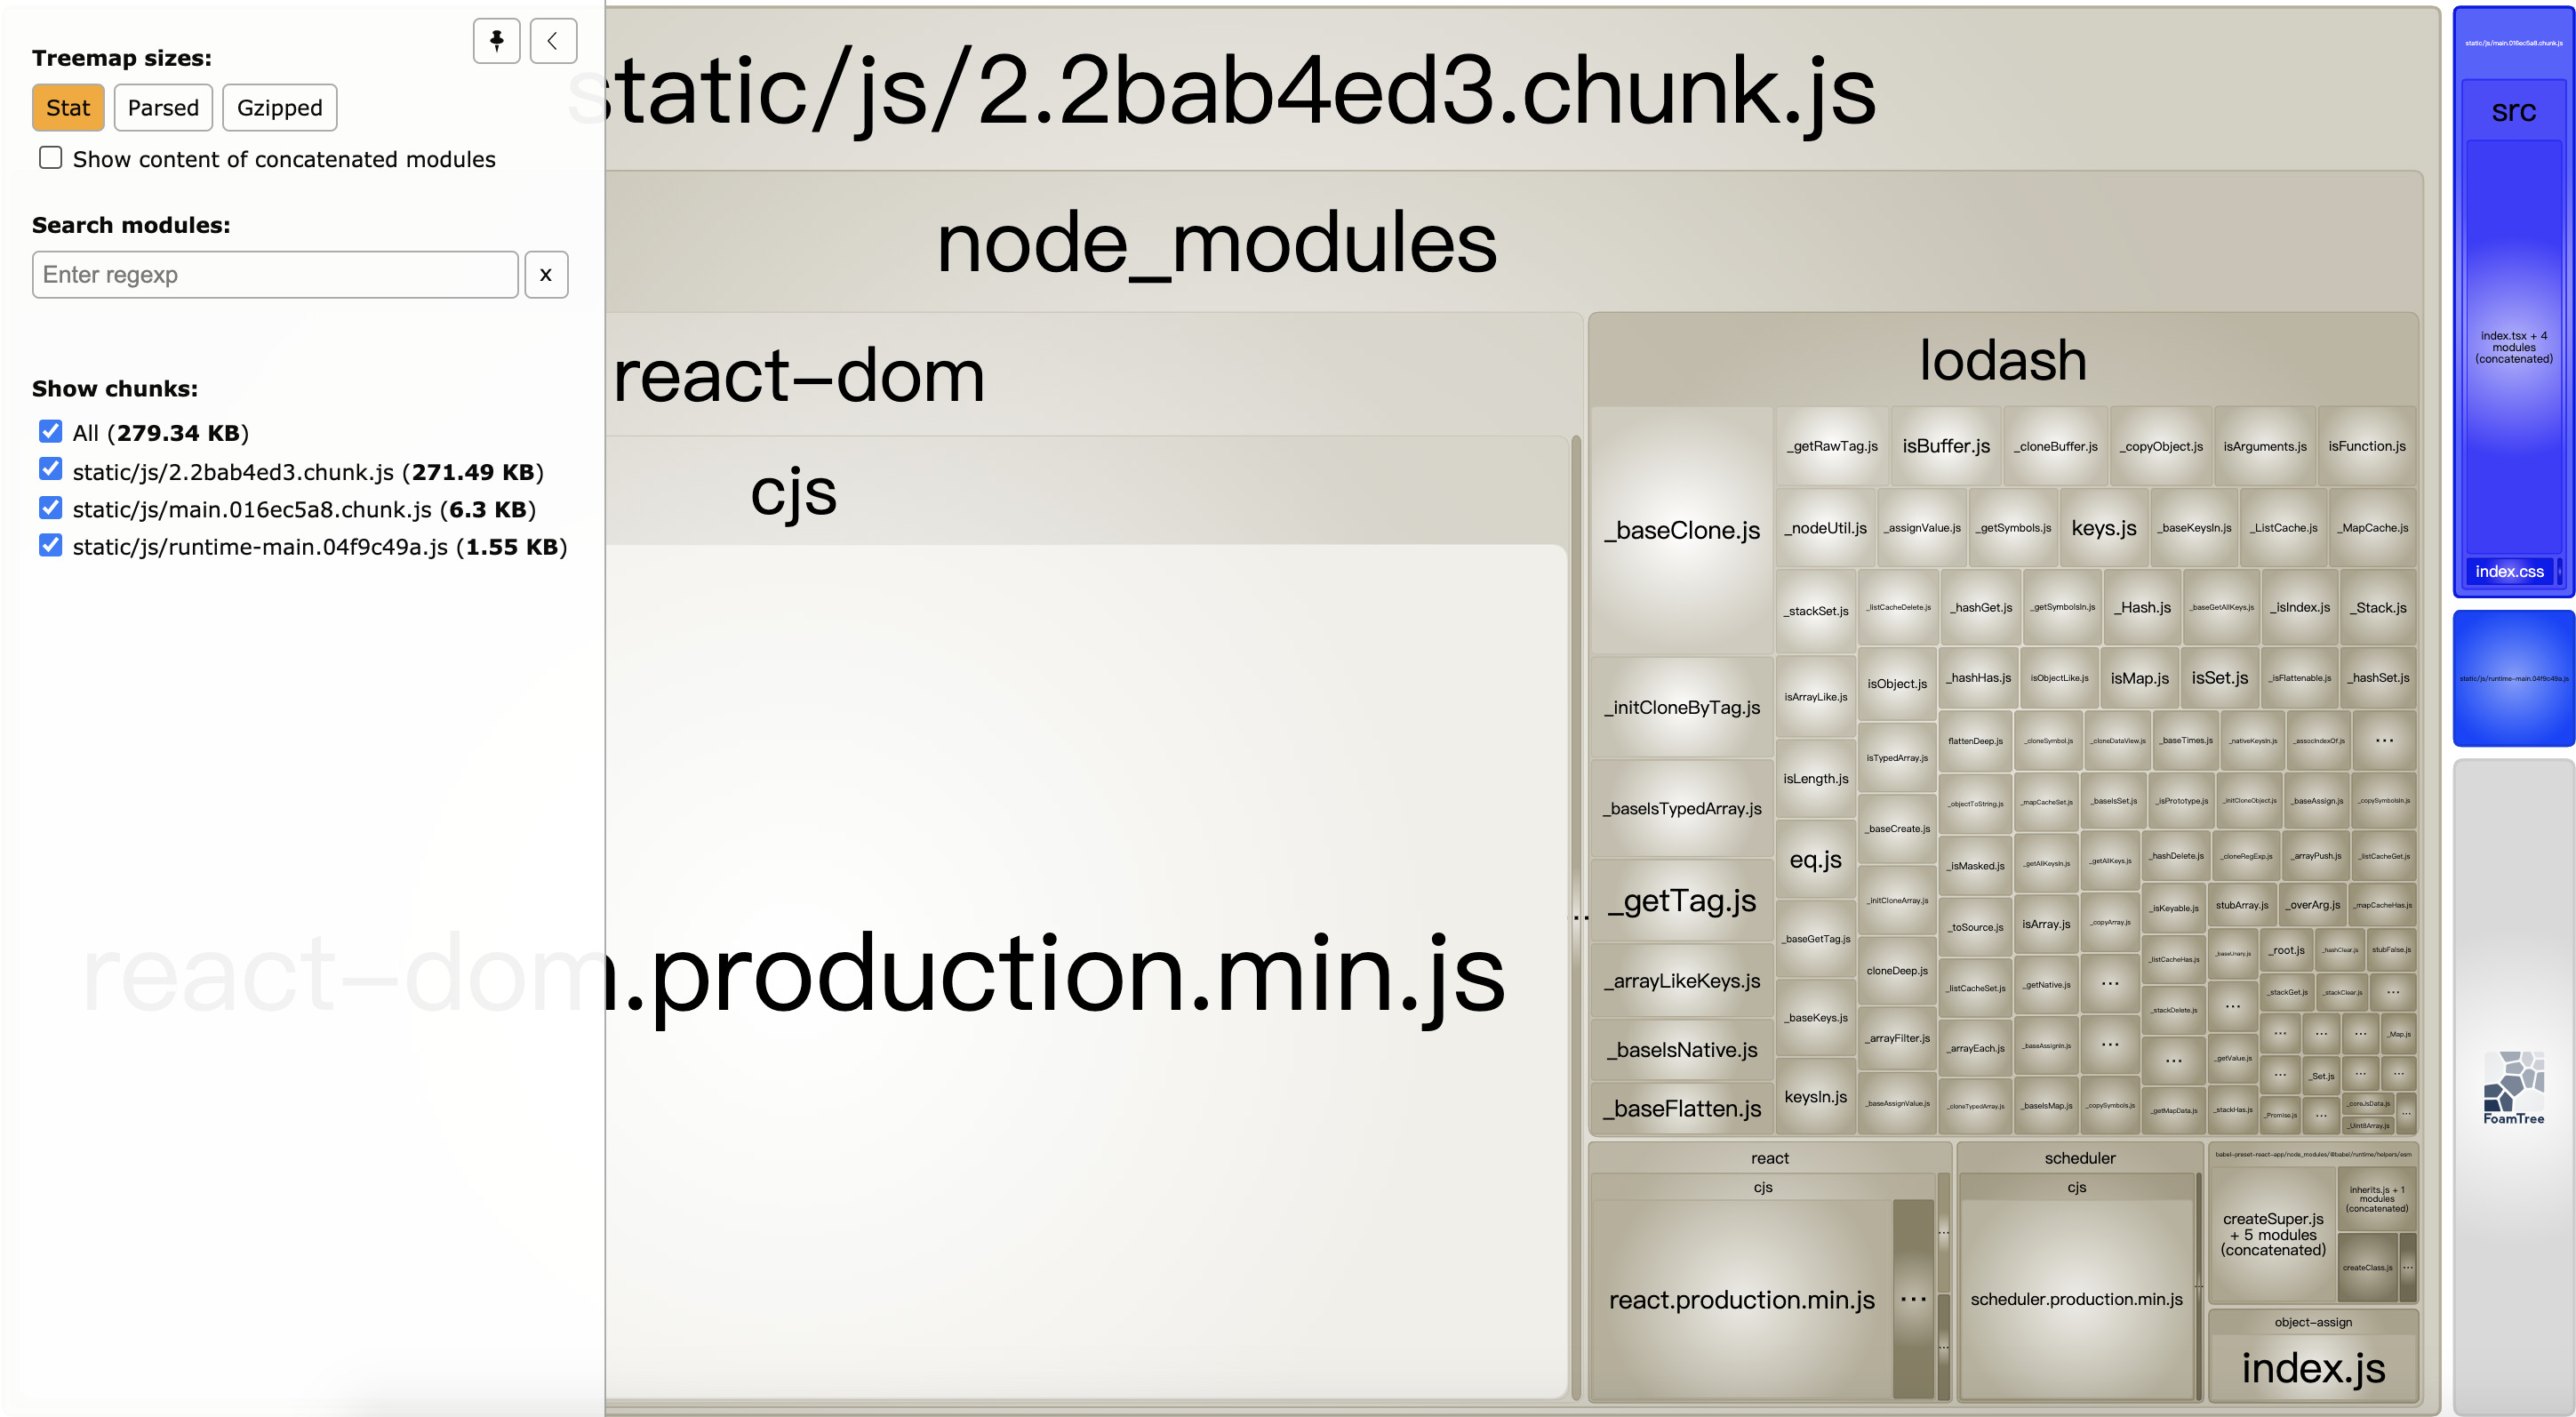 Treemap sizes:
Stat
Parsed
Gzipped
Show content of concatenated modules
Search modules:
Enter regexp
x
Show chunks:
All (279.34 KB)
static/js/2.2bab4ed3.chunk.js (271.49 KB)
static/js/main.016ec5a8.chunk.js (6.3 KB)
static/js/runtime-main.04f9c49a.js (1.55 KB)
static/js/2.2bab4ed3.chunk.js
node_modules
react-dom
cjs
react-dom.production.min.js
...
lodash
_baseClone.js
_initCloneByTag.js
_baseIsTypedArray.js
_getTag.js
_arrayLikeKeys.js
_baseIsNative.js
_baseFlatten.js
_getRawTag.js
isBuffer.js
_cloneBuffer.js
_copyObject.js
isArguments.js
isFunction.js
_nodeUtil.js
_assignValue.js
_getSymbols.js
keys.js
_baseKeysIn.js
_ListCache.js
_MapCache.js
_stackSet.js
_listCacheDelete.js
_hashGet.js
_getSymbolsIn.js
_Hash.js
_baseGetAllKeys.js
_isIndex.js
_Stack.js
isArrayLike.js
isObject.js
_hashHas.js
isObjectLike.js
isMap.js
isSet.js
_isFlattenable.js
_hashSet.js
isLength.js
isTypedArray.js
flattenDeep.js
_cloneSymbol.js
_cloneDataView.js
_baseTimes.js
_nativeKeysIn.js
_assocIndexOf.js
...
_objectToString.js
_mapCacheSet.js
_baseIsSet.js
_isPrototype.js
_initCloneObject.js
_baseAssign.js
_copySymbolsIn.js
eq.js
_baseCreate.js
_isMasked.js
_getAllKeysIn.js
_getAllKeys.js
_hashDelete.js
_cloneRegExp.js
_arrayPush.js
_listCacheGet.js
_baseGetTag.js
_initCloneArray.js
_toSource.js
isArray.js
_copyArray.js
_isKeyable.js
stubArray.js
_overArg.js
_mapCacheHas.js
_listCacheHas.js
_baseUnary.js
_root.js
_hashClear.js
stubFalse.js
cloneDeep.js
_listCacheSet.js
_getNative.js
...
_stackDelete.js
...
_stackGet.js
_stackClear.js
...
_baseKeys.js
_arrayFilter.js
_arrayEach.js
_baseAssignIn.js
...
...
_getValue.js
...
...
...
_Map.js
...
_Set.js
...
...
keysIn.js
_baseAssignValue.js
_cloneTypedArray.js
_baseIsMap.js
_copySymbols.js
_getMapData.js
_stackHas.js
_Promise.js
...
_coreJsData.js
...
_Uint8Array.js
react
cjs
react.production.min.js
...
...
...
scheduler
cjs
scheduler.production.min.js
...
babel-preset-react-app/node_modules/@babel/runtime/helpers/esm
createSuper.js
+ 5 modules
(concatenated)
inherits.js + 1
modules
(concatenated)
createClass.js
...
object-assign
index.js
static/js/main.016ec5a8.chunk.js
src
index.tsx + 4
modules
(concatenated)
index.css
static/js/runtime-main.04f9c49a.js
FoamTree